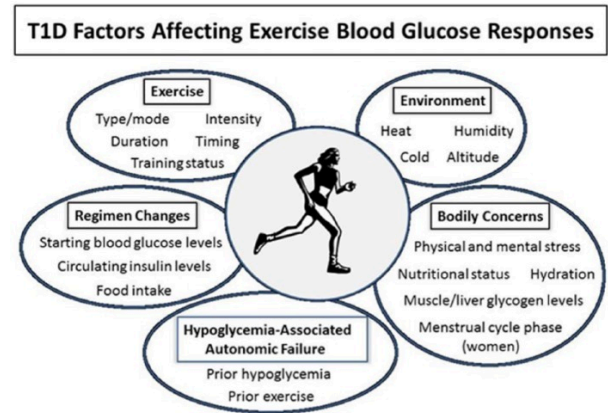 T1D Factors Affecting Exercise Blood Glucose Responses
Exercise
Type/mode Intensity
Duration Timing
Training status
Environment
Heat Humidity
Cold Altitude
Regimen Changes
Starting blood glucose levels
Circulating insulin levels
Food intake
Bodily Concerns
Physical and mental stress
Nutritional status Hydration
Muscle/liver glycogen levels
Menstrual cycle phase
(women)
Hypoglycemia-Associated
Autonomic Failure
Prior hypoglycemia
Prior exercise